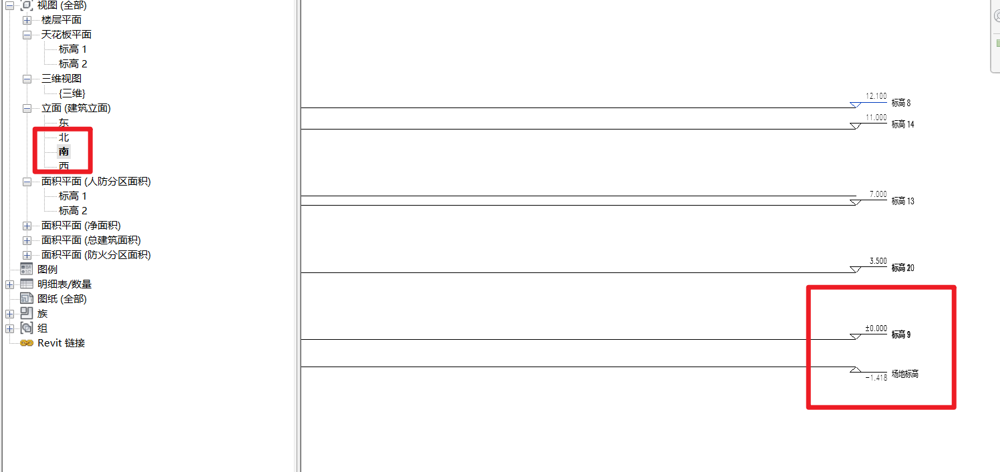 视图 (全部)
楼层平面
天花板平面
标高 1
标高 2
三维视图
{三维}
立面 (建筑立面)
东
北
南
西
面积平面 (人防分区面积)
标高 1
标高 2
面积平面 (净面积)
面积平面 (总建筑面积)
面积平面 (防火分区面积)
图例
明细表/数量
图纸 (全部)
族
组
Revit 链接
12.100 标高 8
11.000 标高 14
7.000 标高 13
3.500 标高
±0.000 标高
-1.418 场地标高